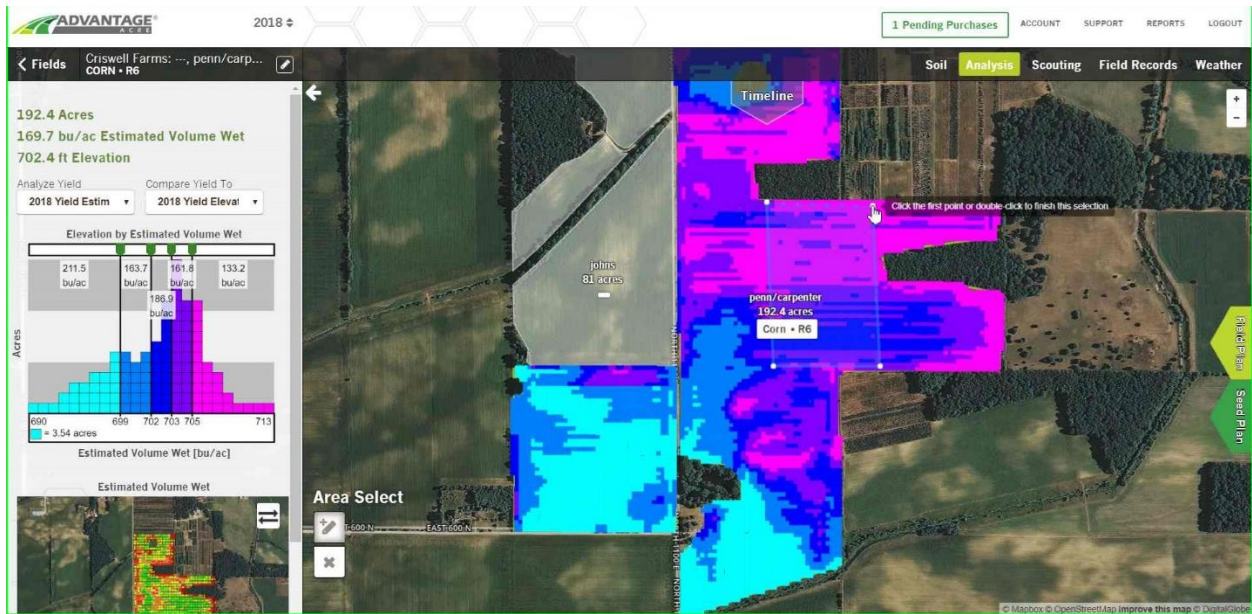 ADVANTAGE®
ACRE
2018
1 Pending Purchases
ACCOUNT
SUPPORT
REPORTS
LOGOUT
Fields
Criswell Farms: ---, penn/carp...
CORN • R6
Soil
Analysis
Scouting
Field Records
Weather
192.4 Acres
169.7 bu/ac Estimated Volume Wet
702.4 ft Elevation
Analyze Yield
Compare Yield To
2018 Yield Estim
2018 Yield Elevat
Elevation by Estimated Volume Wet
211.5
bu/ac
163.7
bu/ac
161.8
bu/ac
133.2
bu/ac
186.9
bu/ac
Acres
690
699
702
703
705
713
= 3.54 acres
Estimated Volume Wet [bu/ac]
Estimated Volume Wet
Timeline
+
-
Click the first point or double-click to finish this selection
johns
81 acres
penn/carpenter
192.4 acres
Corn • R6
Field Plan
Seed Plan
Area Select
EAST 600 N
© Mapbox © OpenStreetMap Improve this map © DigitalGlobe